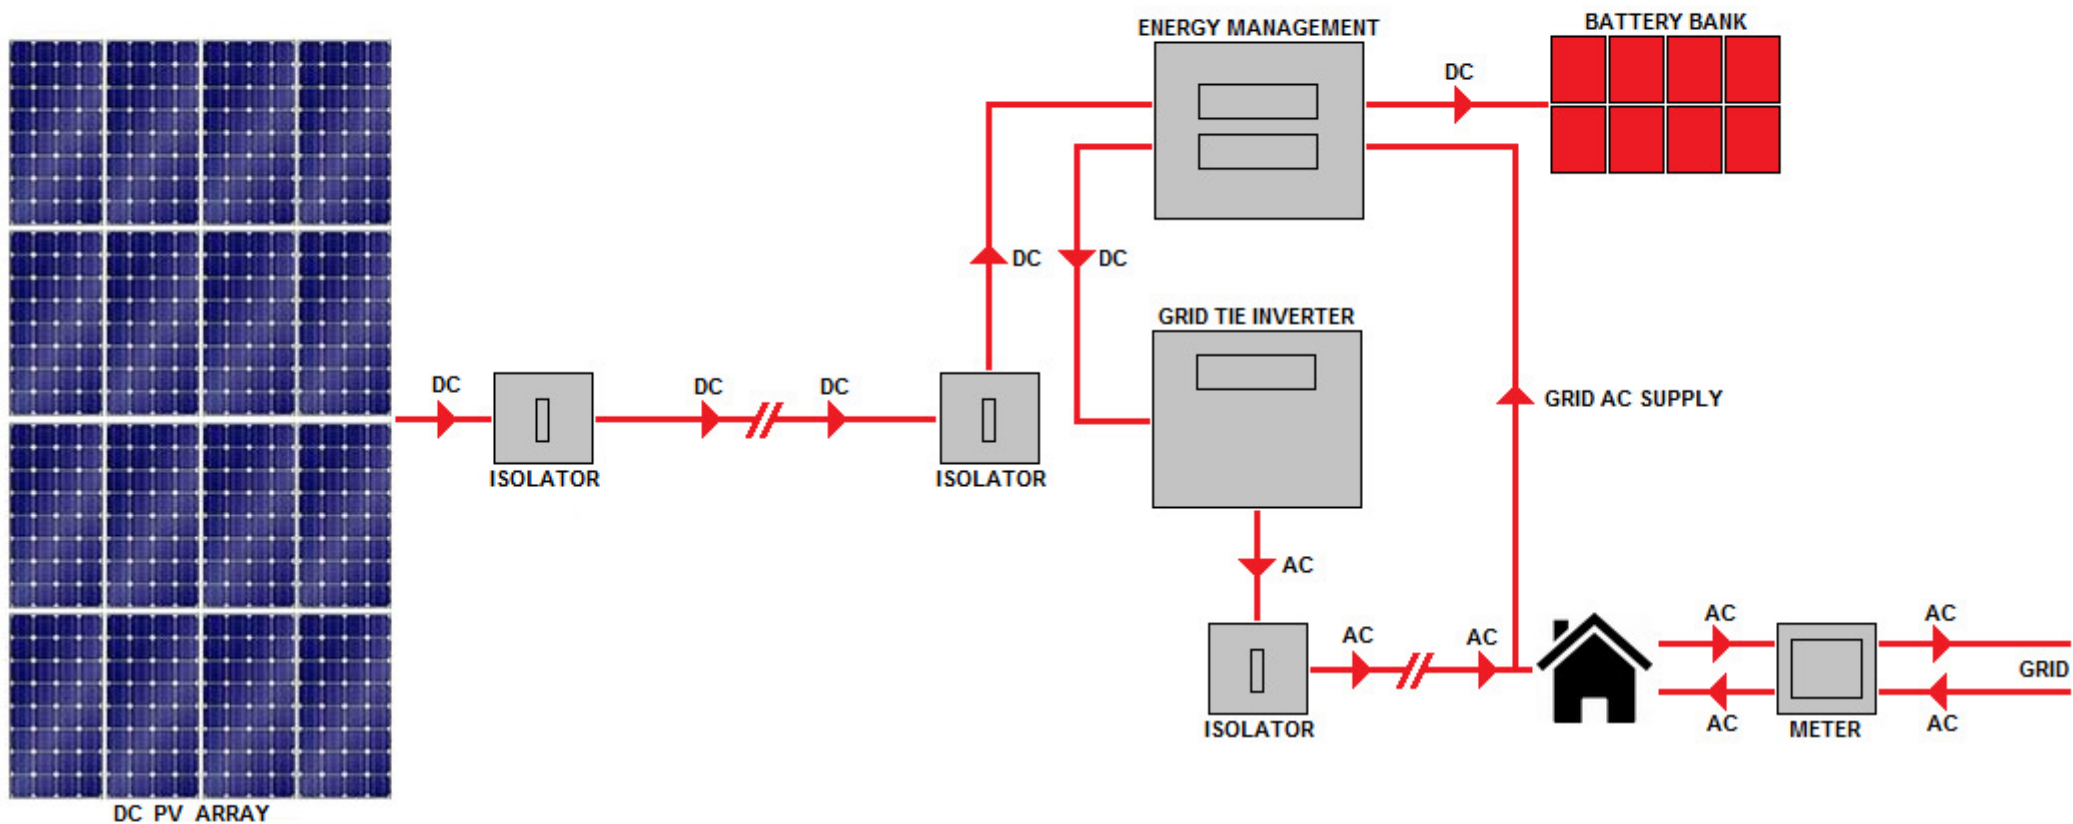 ENERGY MANAGEMENT
BATTERY BANK
DC
DC
DC
GRID TIE INVERTER
DC
DC
DC
GRID AC SUPPLY
ISOLATOR
ISOLATOR
AC
AC
AC
AC
AC
GRID
AC
AC
ISOLATOR
METER
DC PV ARRAY